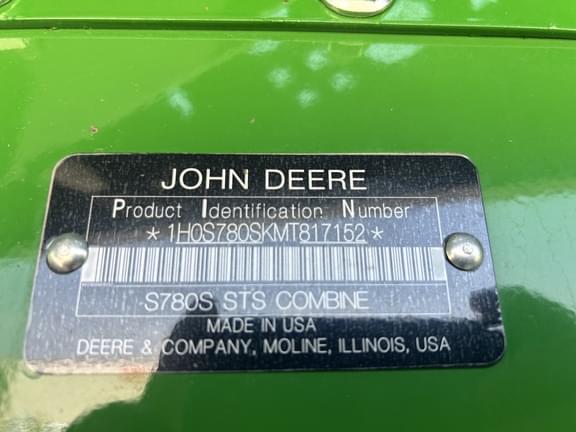 JOHN DEERE
Product Identification Number
*1H0S780SKMT817152*
S780S STS COMBINE
MADE IN USA
DEERE & COMPANY, MOLINE, ILLINOIS, USA